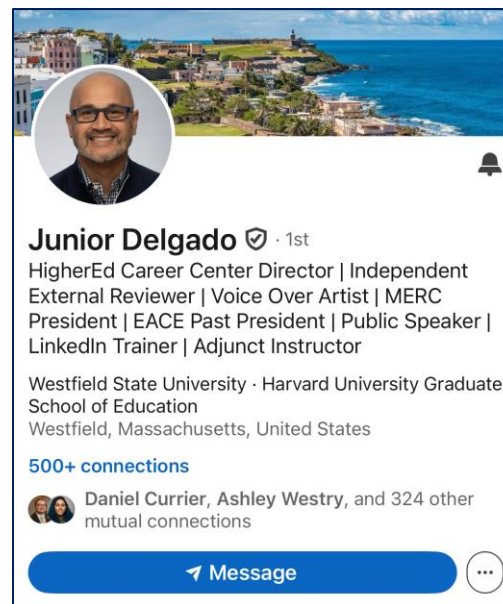 Junior Delgado · 1st
HigherEd Career Center Director | Independent
External Reviewer | Voice Over Artist | MERC
President | EACE Past President | Public Speaker |
LinkedIn Trainer | Adjunct Instructor
Westfield State University · Harvard University Graduate
School of Education
Westfield, Massachusetts, United States
500+ connections
Daniel Currier, Ashley Westry, and 324 other
mutual connections
Message